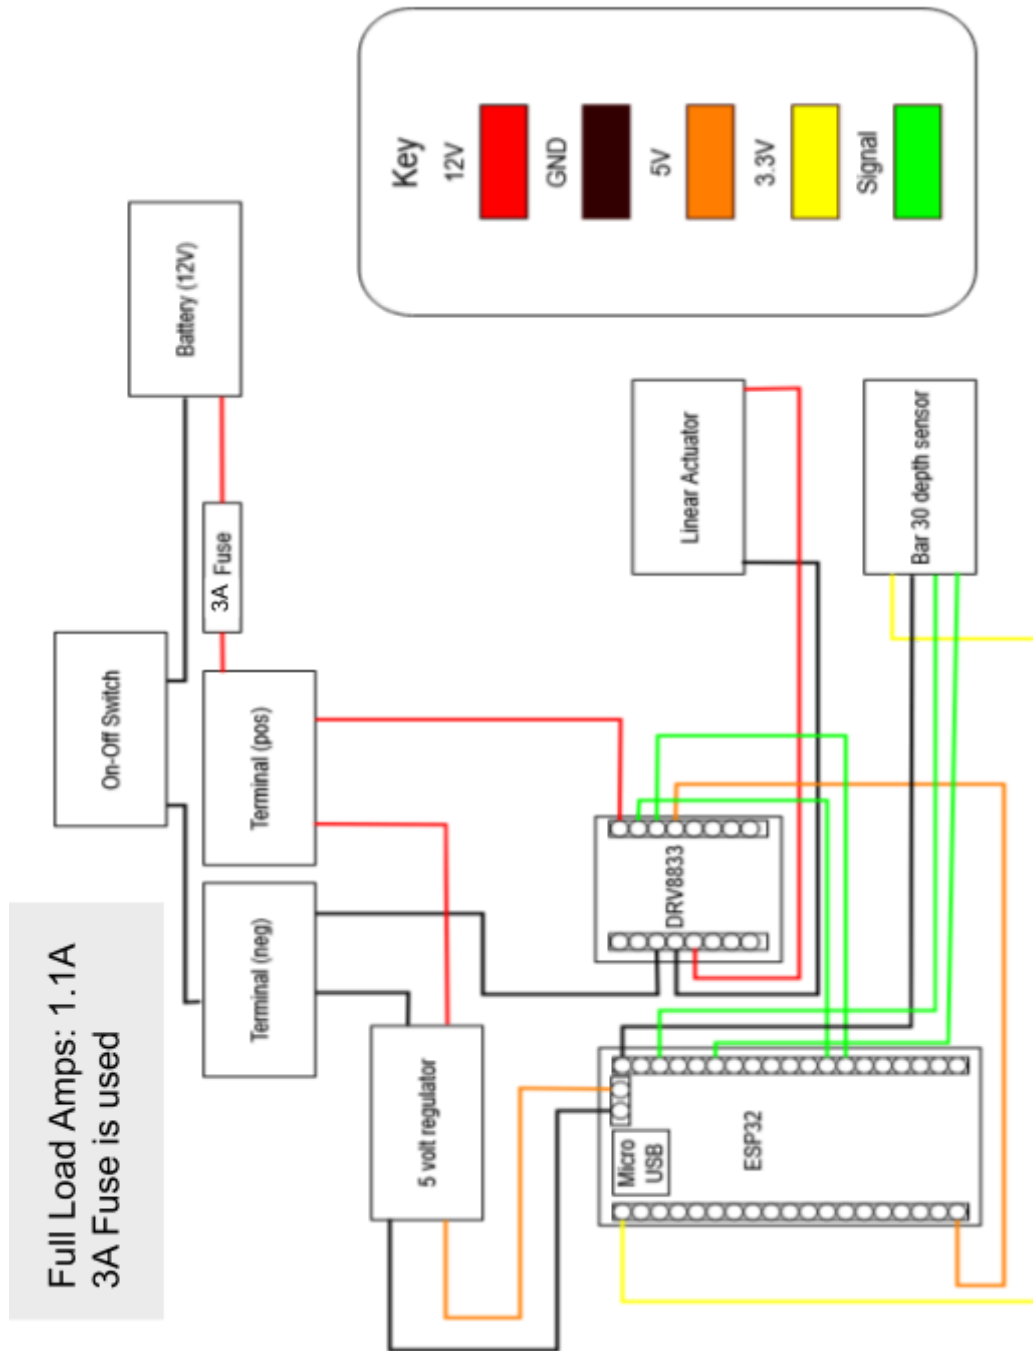 Full Load Amps: 1.1A
3A Fuse is used
On-Off Switch
Battery (12V)
3A Fuse
Terminal (neg)
Terminal (pos)
5 volt regulator
Micro
USB
ESP32
DRV8833
Linear Actuator
Bar 30 depth sensor
Key
12V
GND
5V
3.3V
Signal